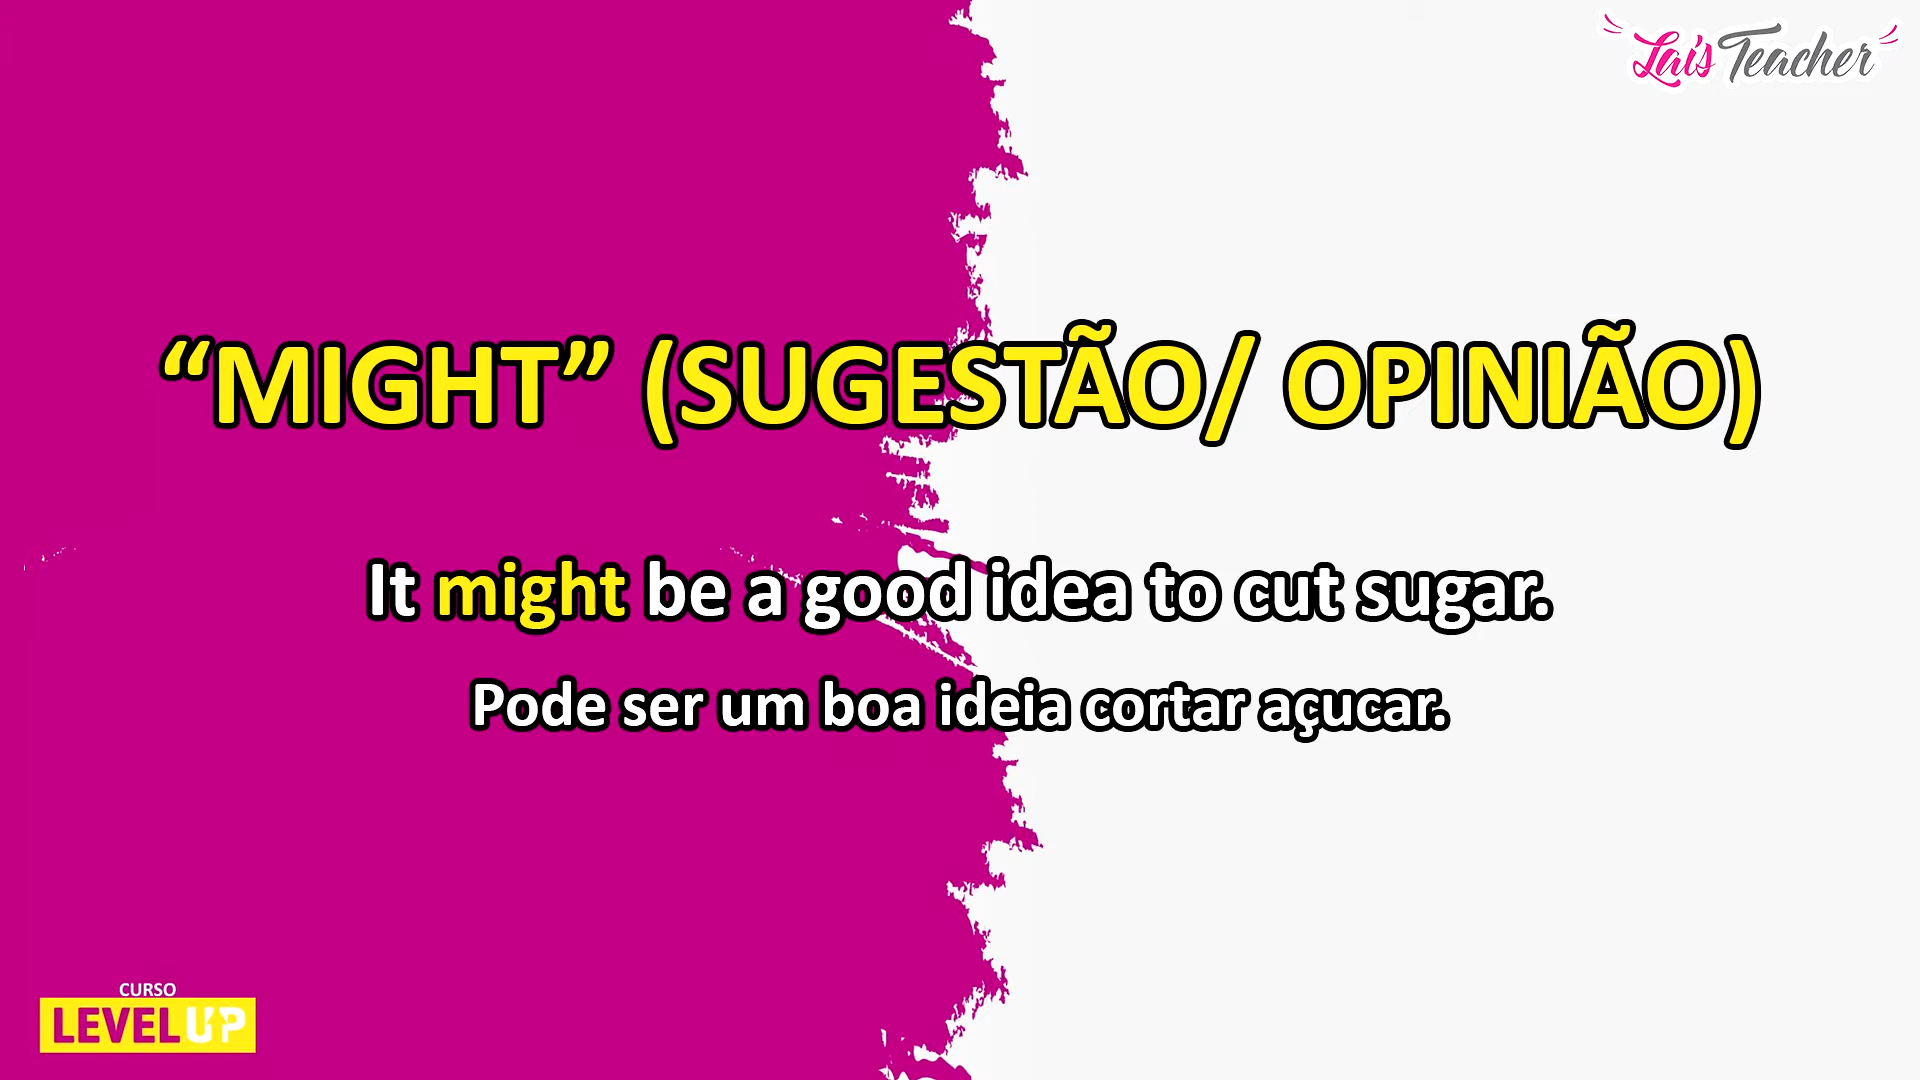 Laís Teacher
“MIGHT” (SUGESTÃO/ OPINIÃO)
It might be a good idea to cut sugar.
Pode ser um boa ideia cortar açucar.
CURSO
LEVEL UP